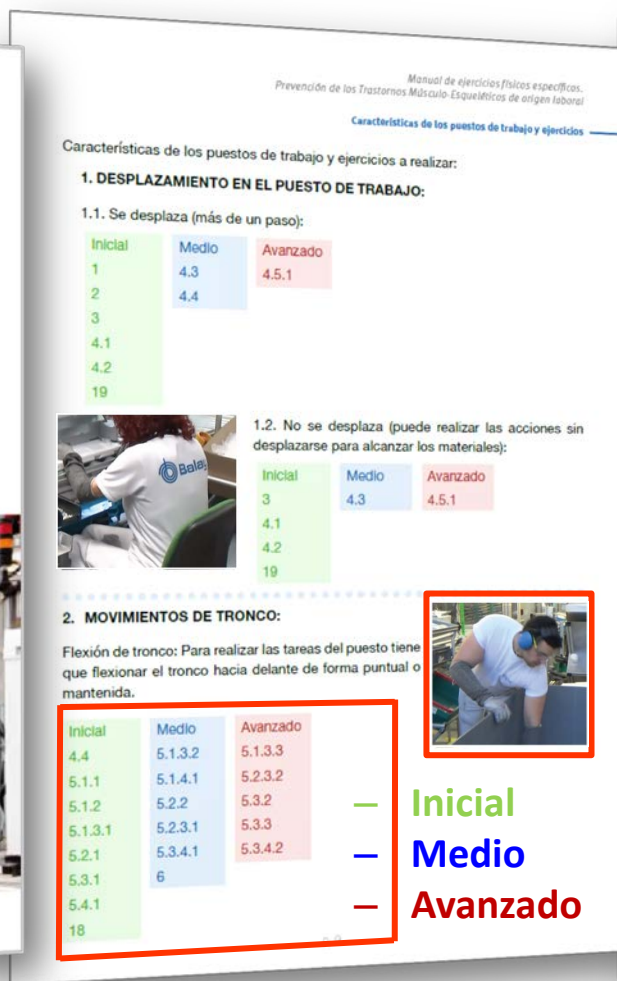 Manual de ejercicios físicos específicos.
Prevención de los Trastornos Músculo-Esqueléticos de origen laboral
Características de los puestos de trabajo y ejercicios
Características de los puestos de trabajo y ejercicios a realizar:
1. DESPLAZAMIENTO EN EL PUESTO DE TRABAJO:
1.1. Se desplaza (más de un paso):
Inicial Medio Avanzado
1 4.3 4.5.1
2 4.4
3
4.1
4.2
19
1.2. No se desplaza (puede realizar las acciones sin
desplazarse para alcanzar los materiales):
Inicial Medio Avanzado
3 4.3 4.5.1
4.1
4.2
19
Balay
2. MOVIMIENTOS DE TRONCO:
Flexión de tronco: Para realizar las tareas del puesto tiene
que flexionar el tronco hacia delante de forma puntual o
mantenida.
Inicial Medio Avanzado
4.4 5.1.3.2 5.1.3.3
5.1.1 5.1.4.1 5.2.3.2
5.1.2 5.2.2 5.3.2
5.1.3.1 5.2.3.1 5.3.3
5.2.1 5.3.4.1 5.3.4.2
5.3.1 6
5.4.1
18
– Inicial
– Medio
– Avanzado